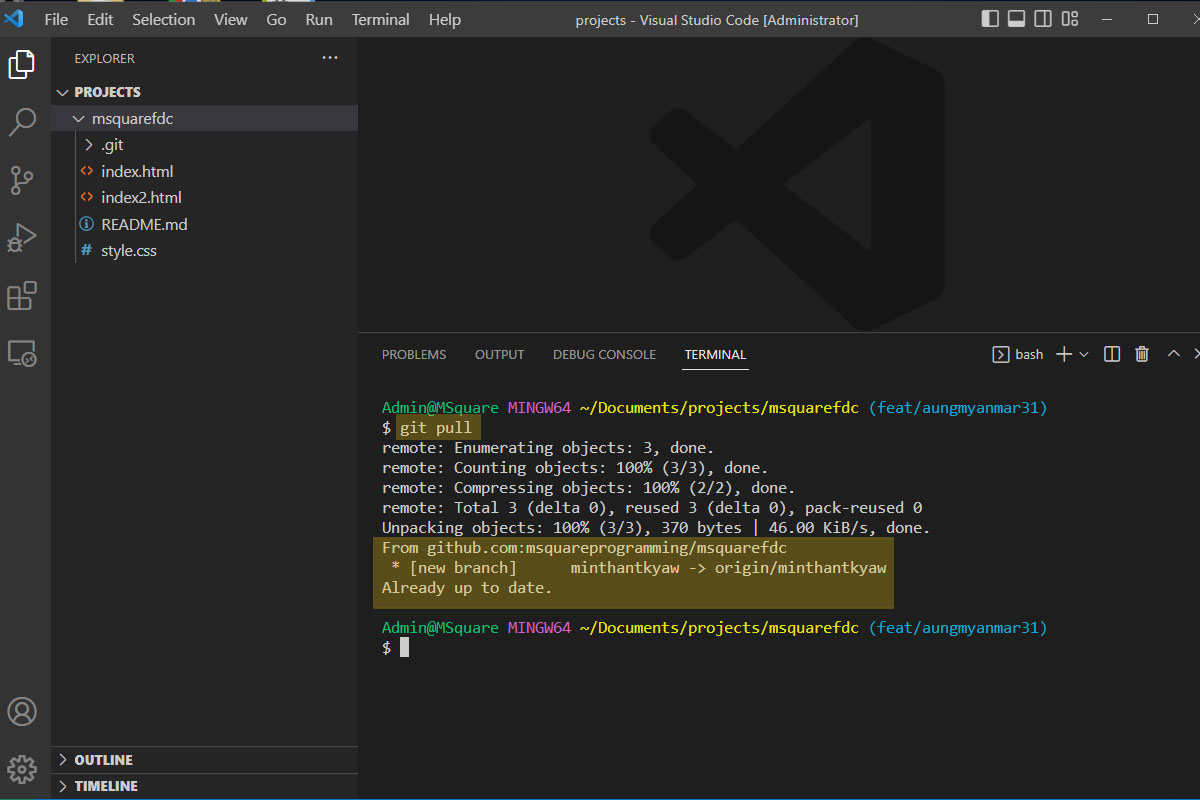 File Edit Selection View Go Run Terminal Help projects - Visual Studio Code [Administrator]
EXPLORER ...
PROJECTS
msquarefdc
.git
index.html
index2.html
README.md
# style.css
OUTLINE
TIMELINE
PROBLEMS OUTPUT DEBUG CONSOLE TERMINAL bash
Admin@MSquare MINGW64 ~/Documents/projects/msquarefdc (feat/aungmyanmar31)
$ git pull
remote: Enumerating objects: 3, done.
remote: Counting objects: 100% (3/3), done.
remote: Compressing objects: 100% (2/2), done.
remote: Total 3 (delta 0), reused 3 (delta 0), pack-reused 0
Unpacking objects: 100% (3/3), 370 bytes | 46.00 KiB/s, done.
From github.com:msquareprogramming/msquarefdc
* [new branch] minthantkyaw -> origin/minthantkyaw
Already up to date.
Admin@MSquare MINGW64 ~/Documents/projects/msquarefdc (feat/aungmyanmar31)
$